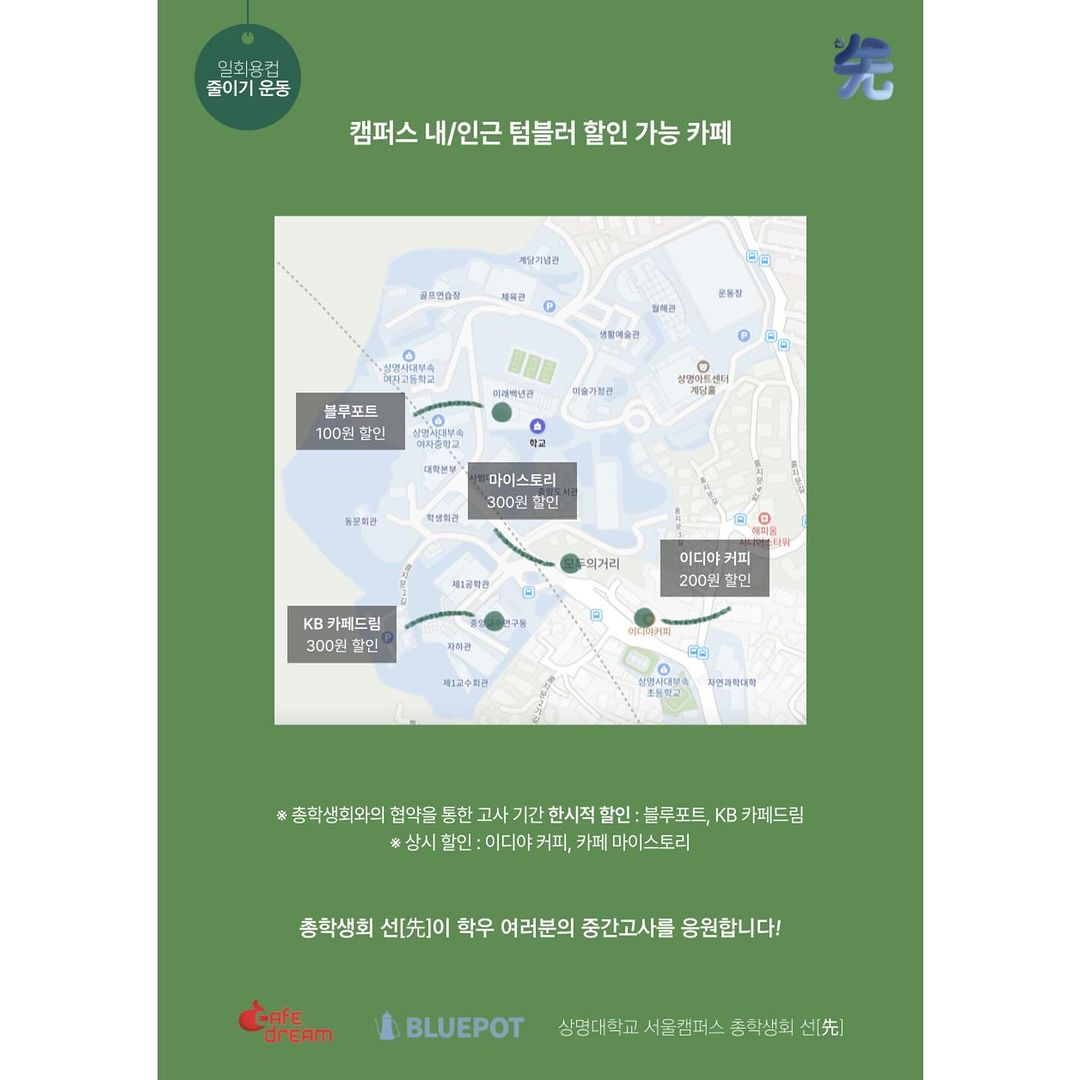 일회용컵
줄이기 운동
先
캠퍼스 내/인근 텀블러 할인 가능 카페
계당기념관
골프연습장
체육관
P
월해관
운동장
생활예술관
P
상명사대부속
여자고등학교
상명아트센터
계당홀
미래백년관
미술가정관
블루포트
100원 할인
학교
상명사대부속
여자중학교
대학본부
마이스토리
300원 할인
동문회관
학생회관
해피움
이디야 커피
200원 할인
모두의거리
제1공학관
홍지문2길
KB 카페드림
300원 할인
P
이디야커피
자하관
제1교수회관
상명사대부속
초등학교
자연과학대학
※ 총학생회와의 협약을 통한 고사 기간 한시적 할인 : 블루포트, KB 카페드림
※ 상시 할인 : 이디야 커피, 카페 마이스토리
총학생회 선[先]이 학우 여러분의 중간고사를 응원합니다!
CAFE
DREAM
BLUEPOT
상명대학교 서울캠퍼스 총학생회 선[先]